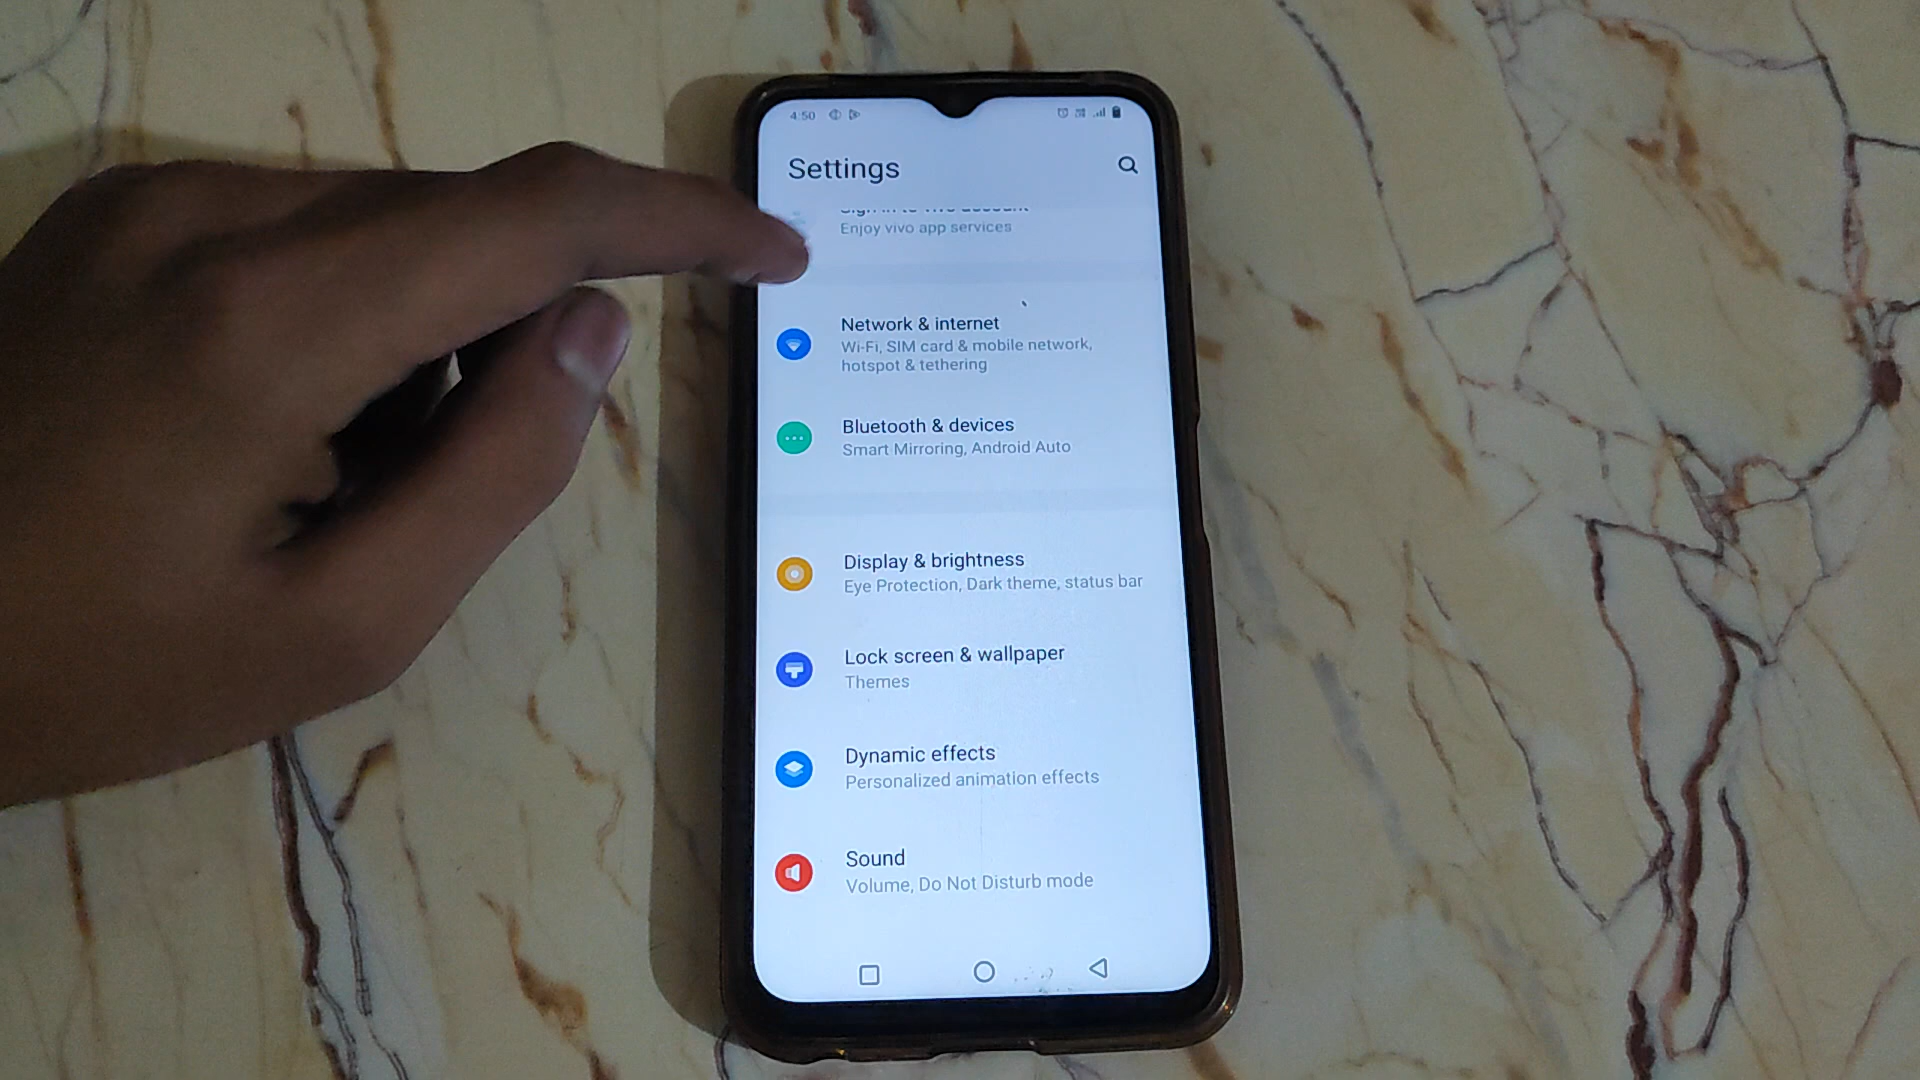 4:50
Settings
Enjoy vivo app services
Network & internet
Wi-Fi, SIM card & mobile network,
hotspot & tethering
Bluetooth & devices
Smart Mirroring, Android Auto
Display & brightness
Eye Protection, Dark theme, status bar
Lock screen & wallpaper
Themes
Dynamic effects
Personalized animation effects
Sound
Volume, Do Not Disturb mode